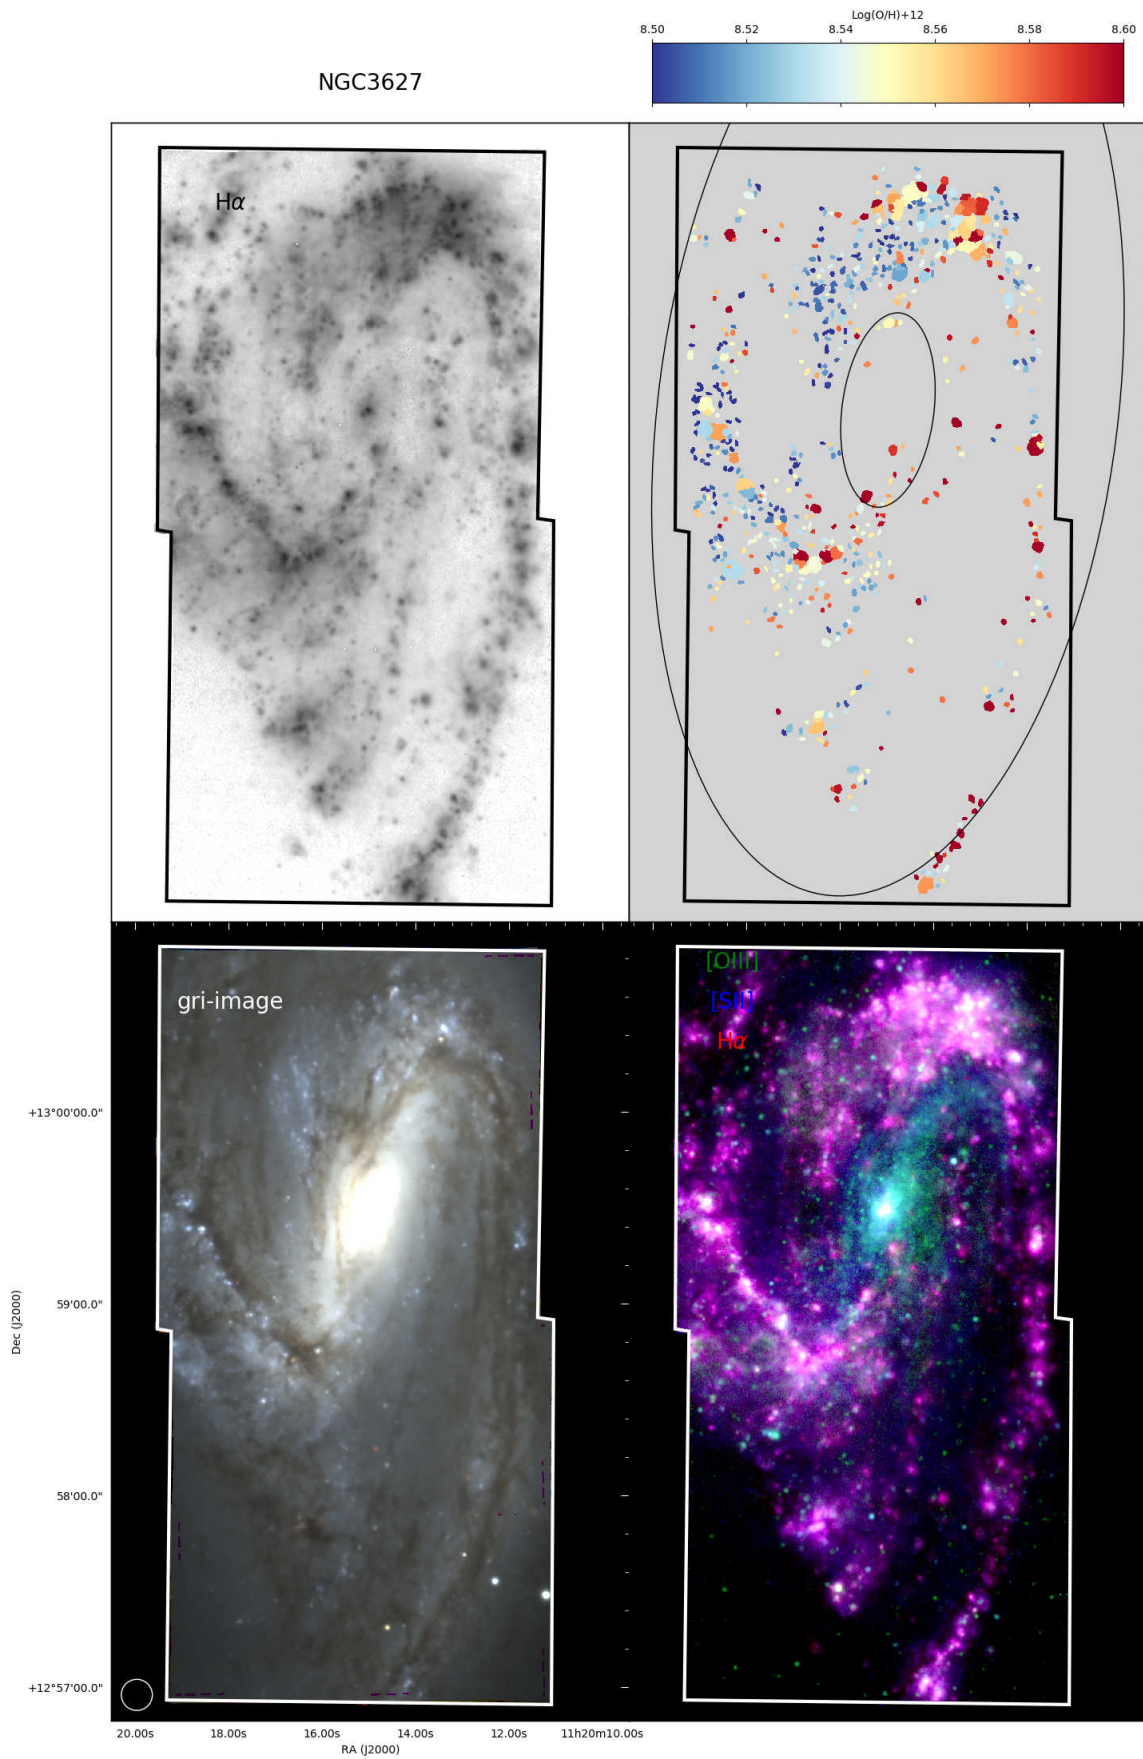 Log(O/H)+12
8.50 8.52 8.54 8.56 8.58 8.60
NGC3627
Hα
gri-image
[OIII]
[SII]
Hα
+13°00'00.0"
59'00.0"
58'00.0"
+12°57'00.0"
Dec (J2000)
20.00s 18.00s 16.00s 14.00s 12.00s 11h20m10.00s
RA (J2000)